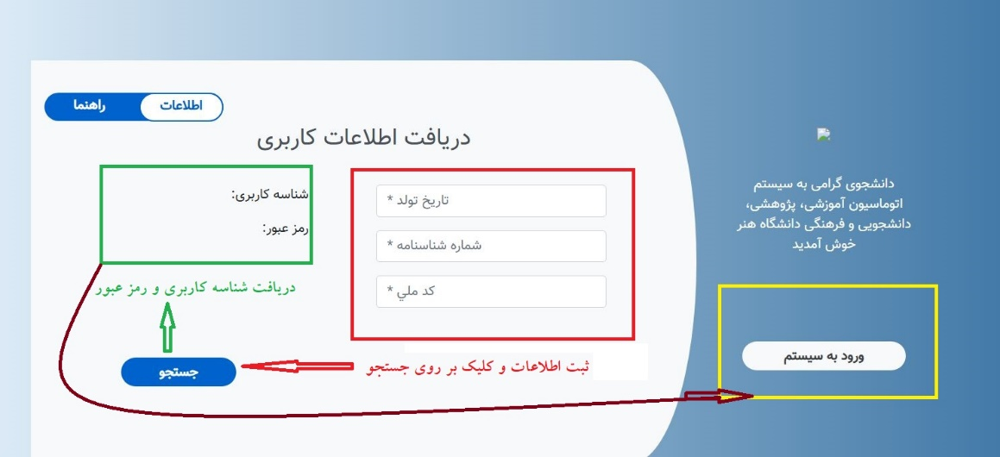 اطلاعات
راهنما
دریافت اطلاعات کاربری
تاریخ تولد *
شماره شناسنامه *
کد ملي *
شناسه کاربری:
رمز عبور:
دریافت شناسه کاربری و رمز عبور
ثبت اطلاعات و کلیک بر روی جستجو
جستجو
دانشجوی گرامی به سیستم
اتوماسیون آموزشی، پژوهشی،
دانشجویی و فرهنگی دانشگاه هنر
خوش آمدید
ورود به سیستم